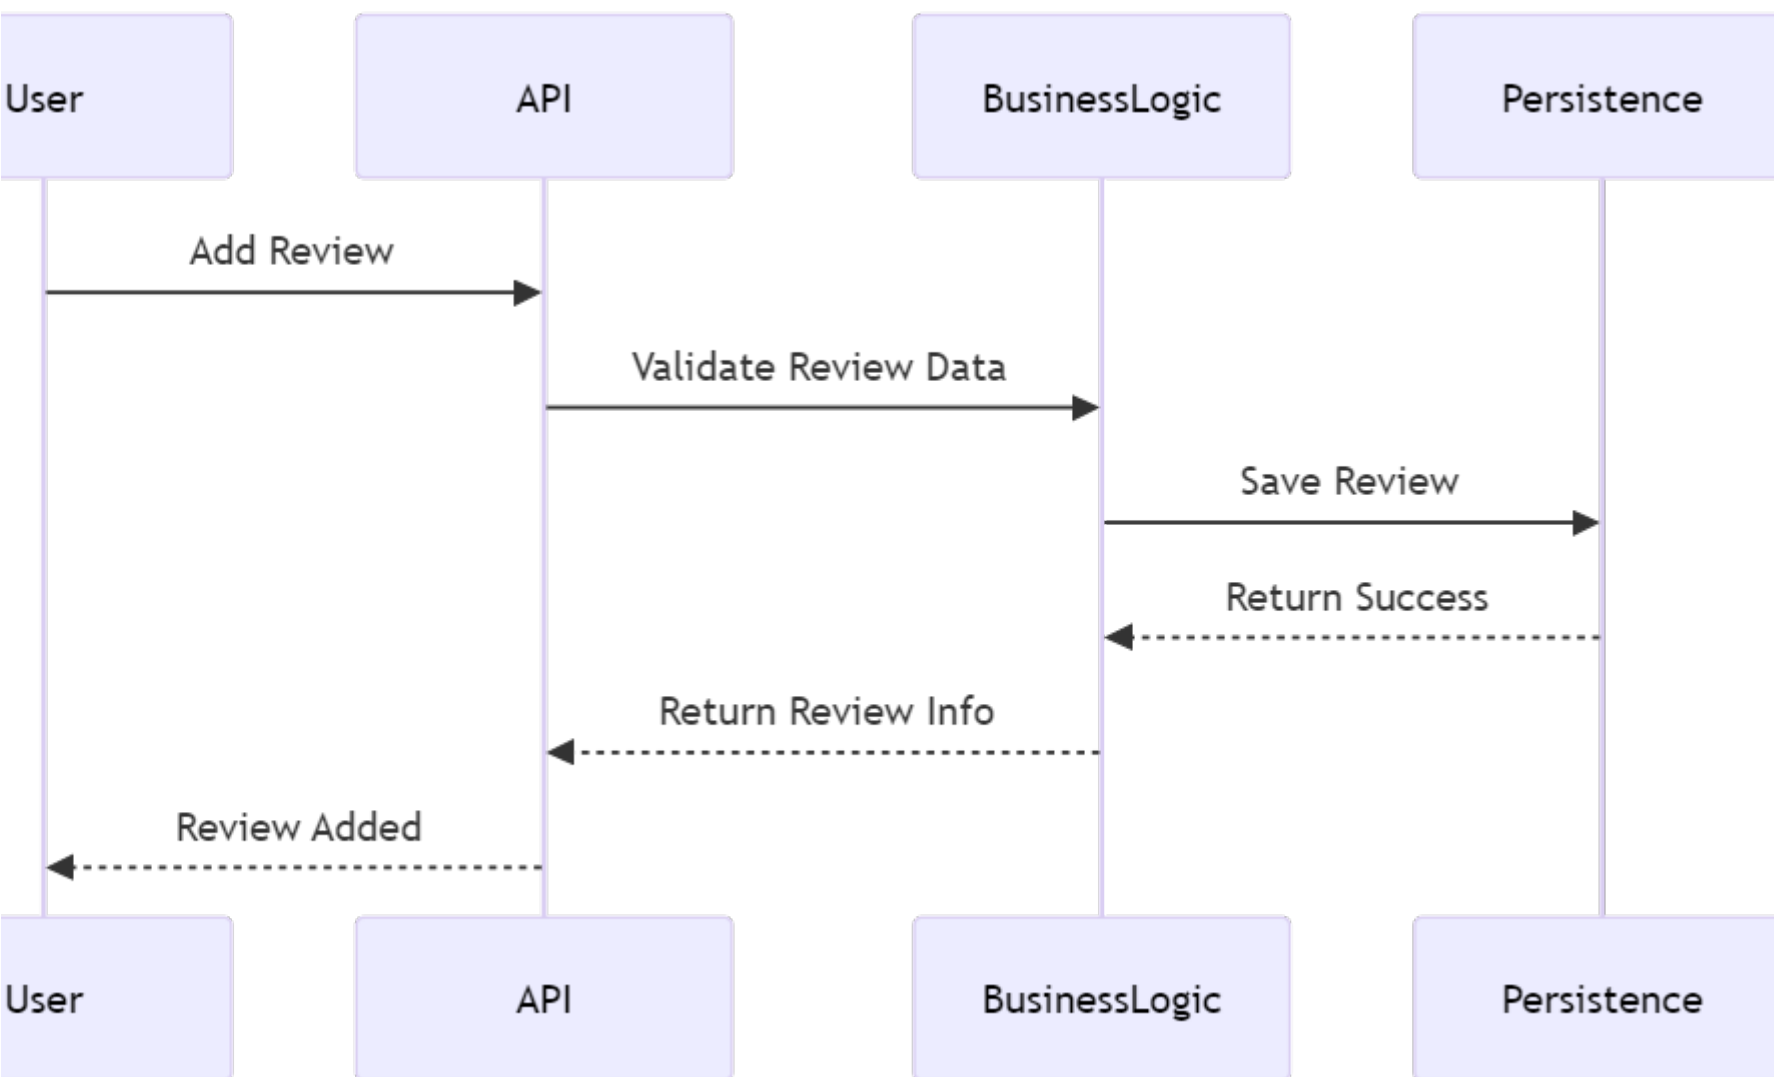 User
API
BusinessLogic
Persistence
Add Review
Validate Review Data
Save Review
Return Success
Return Review Info
Review Added
User
API
BusinessLogic
Persistence